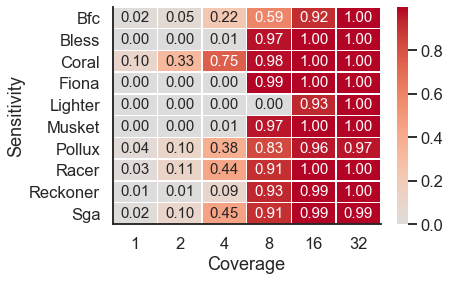 Sensitivity
Bfc 0.02 0.05 0.22 0.59 0.92 1.00
Bless 0.00 0.00 0.01 0.97 1.00 1.00
Coral 0.10 0.33 0.75 0.98 1.00 1.00
Fiona 0.00 0.00 0.00 0.99 1.00 1.00
Lighter 0.00 0.00 0.00 0.00 0.93 1.00
Musket 0.00 0.00 0.01 0.97 1.00 1.00
Pollux 0.04 0.10 0.38 0.83 0.96 0.97
Racer 0.03 0.11 0.44 0.91 1.00 1.00
Reckoner 0.01 0.01 0.09 0.93 0.99 1.00
Sga 0.02 0.10 0.45 0.91 0.99 0.99
1 2 4 8 16 32
Coverage
0.8
0.6
0.4
0.2
0.0